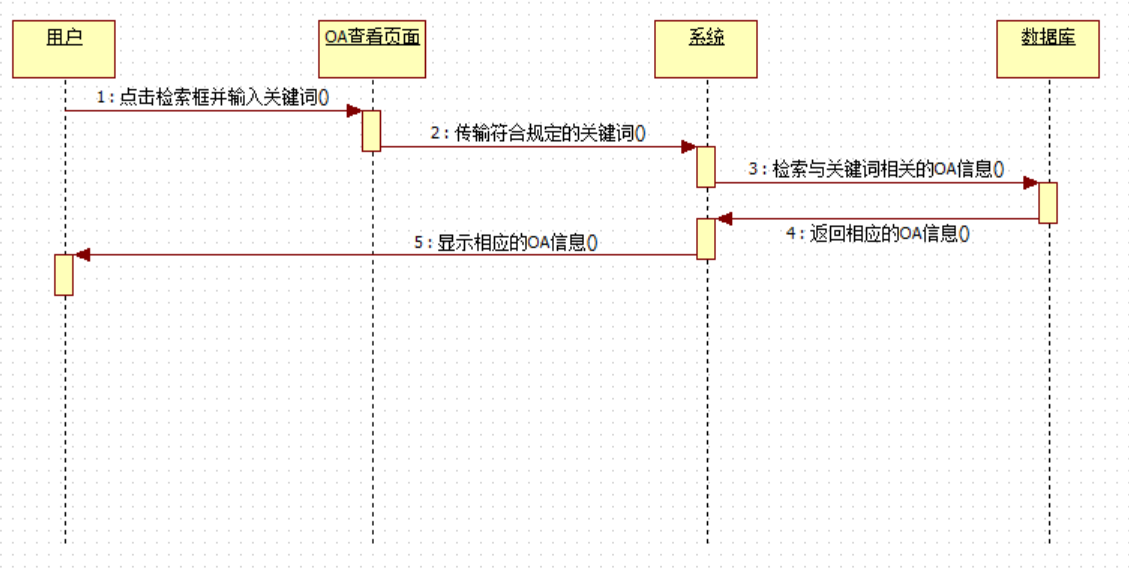 用户
OA查看页面
系统
数据库
1：点击检索框并输入关键词()
2：传输符合规定的关键词()
3：检索与关键词相关的OA信息()
4：返回相应的OA信息()
5：显示相应的OA信息()